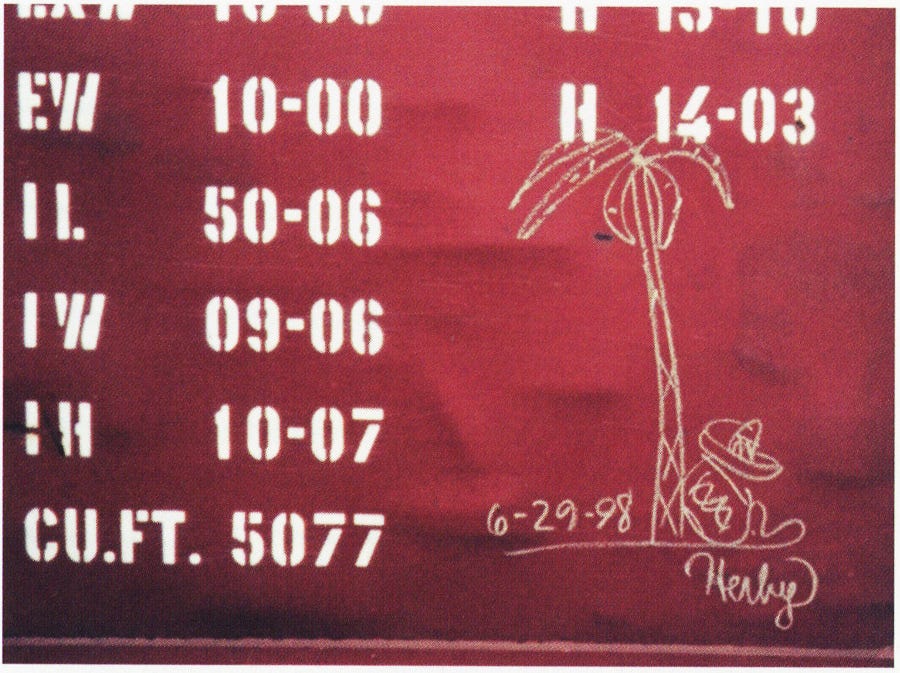 EW 10-00 H 14-03
IL 50-06
IW 09-06
IH 10-07
CU.FT. 5077
6-29-98
Herby